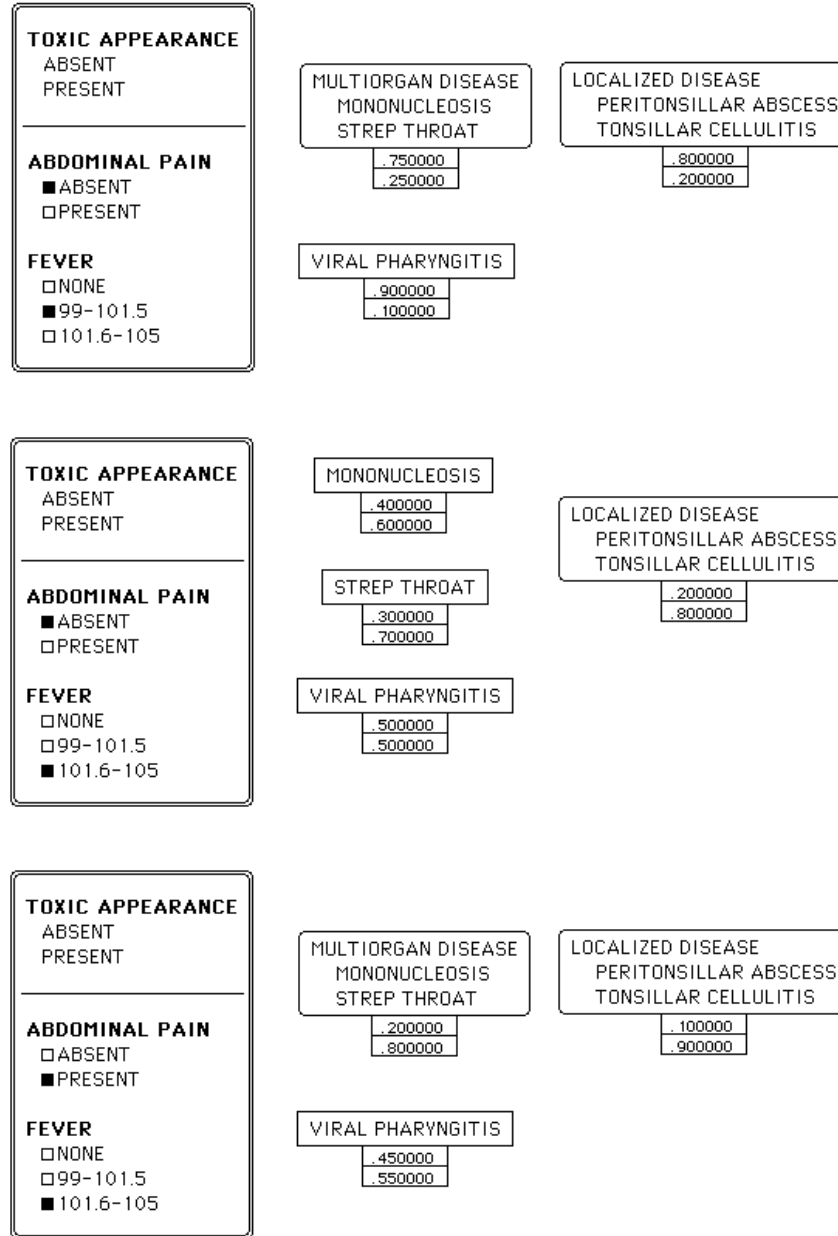 TOXIC APPEARANCE
ABSENT
PRESENT
ABDOMINAL PAIN
ABSENT
PRESENT
FEVER
NONE
99-101.5
101.6-105
MULTIORGAN DISEASE
MONONUCLEOSIS
STREP THROAT
.750000
.250000
LOCALIZED DISEASE
PERITONSILLAR ABSCESS
TONSILLAR CELLULITIS
.800000
.200000
VIRAL PHARYNGITIS
.900000
.100000
TOXIC APPEARANCE
ABSENT
PRESENT
ABDOMINAL PAIN
ABSENT
PRESENT
FEVER
NONE
99-101.5
101.6-105
MONONUCLEOSIS
.400000
.600000
STREP THROAT
.300000
.700000
VIRAL PHARYNGITIS
.500000
.500000
LOCALIZED DISEASE
PERITONSILLAR ABSCESS
TONSILLAR CELLULITIS
.200000
.800000
TOXIC APPEARANCE
ABSENT
PRESENT
ABDOMINAL PAIN
ABSENT
PRESENT
FEVER
NONE
99-101.5
101.6-105
MULTIORGAN DISEASE
MONONUCLEOSIS
STREP THROAT
.200000
.800000
LOCALIZED DISEASE
PERITONSILLAR ABSCESS
TONSILLAR CELLULITIS
.100000
.900000
VIRAL PHARYNGITIS
.450000
.550000